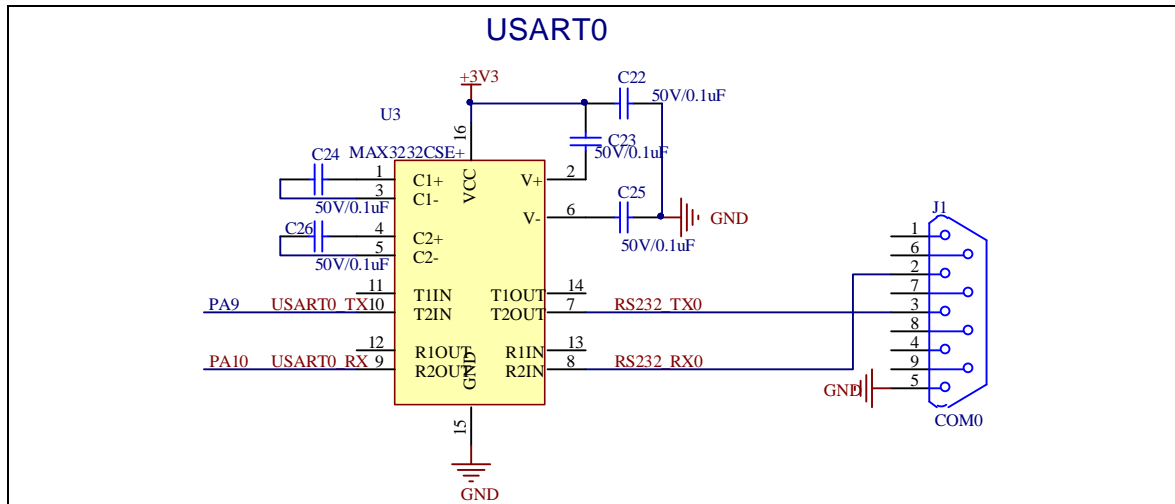 USART0
+3V3
C22
50V/0.1uF
U3
16
C23
50V/0.1uF
MAX3232CSE+
C24
1
C1+
VCC
V+
2
3
C1-
50V/0.1uF
C25
V-
6
GND
J1
C26
4
C2+
50V/0.1uF
1
5
C2-
50V/0.1uF
6
2
11
T1IN
T1OUT
14
7
PA9
USART0_TX
10
T2IN
T2OUT
7
RS232_TX0
3
8
12
R1OUT
R1IN
13
4
PA10
USART0_RX
9
R2OUT
GND
R2IN
8
RS232_RX0
9
GND
5
COM0
15
GND